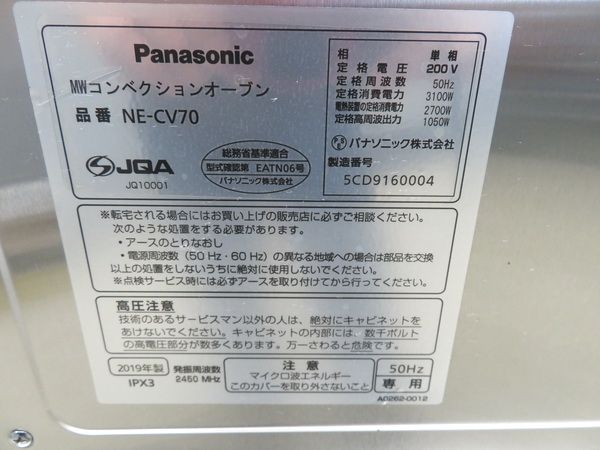 Panasonic
MWコンベクションオーブン
品番 NE-CV70
JQA
JQ10001
総務省基準適合
型式確認第 EATN06号
パナソニック株式会社
相 単相
定格電圧 200V
定格周波数 50Hz
定格消費電力 3100W
電熱装置の定格消費電力 2700W
定格高周波出力 1050W
パナソニック株式会社
製造番号
5CD9160004
※転宅される場合にはお買い上げの販売店に必ずご相談ください。
次のような処置をする必要があります。
・アースのとりなおし
・電源周波数(50Hz・60Hz)の異なる地域への場合は部品を交換
以上の処置をしないうちに絶対に使用しないでください。
※点検サービス時には必ずアースを取り付けてから行ってください。
高圧注意
技術のあるサービスマン以外の人は、絶対にキャビネットを
あけないでください。キャビネットの内部には、数千ボルト
の高電圧部分が数多くあります。万一さわると危険です。
2019年製
IPX3
発振周波数
2450 MHz
注意
マイクロ波エネルギー
このカバーを取り外さないこと
50Hz
専用
A0262-0012